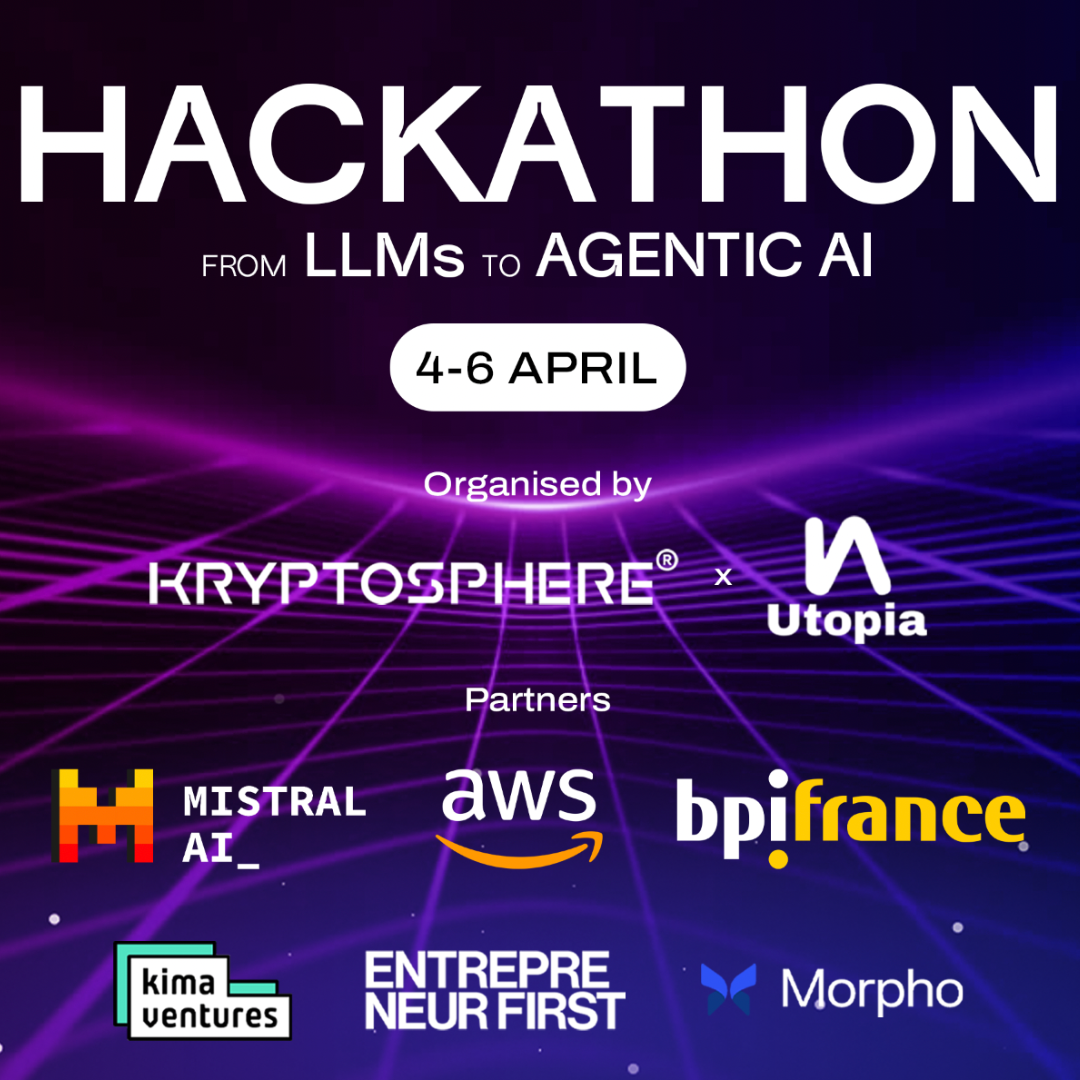 HACKATHON
FROM LLMs TO AGENTIC AI
4-6 APRIL
Organised by
KRYPTOSPHERE® x Utopia
Partners
MISTRAL
AI_
aws
bpifrance
kima
ventures
ENTREPRE
NEUR FIRST
Morpho